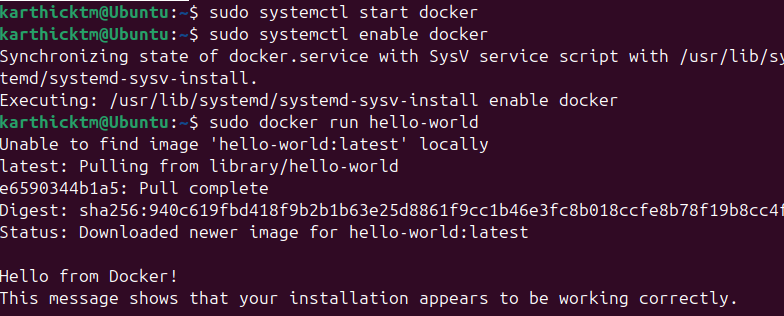 karthicktm@Ubuntu:~$ sudo systemctl start docker
karthicktm@Ubuntu:~$ sudo systemctl enable docker
Synchronizing state of docker.service with SysV service script with /usr/lib/sy
temd/systemd-sysv-install.
Executing: /usr/lib/systemd/systemd-sysv-install enable docker
karthicktm@Ubuntu:~$ sudo docker run hello-world
Unable to find image 'hello-world:latest' locally
latest: Pulling from library/hello-world
e6590344b1a5: Pull complete
Digest: sha256:940c619fbd418f9b2b1b63e25d8861f9cc1b46e3fc8b018ccfe8b78f19b8cc4f
Status: Downloaded newer image for hello-world:latest
Hello from Docker!
This message shows that your installation appears to be working correctly.